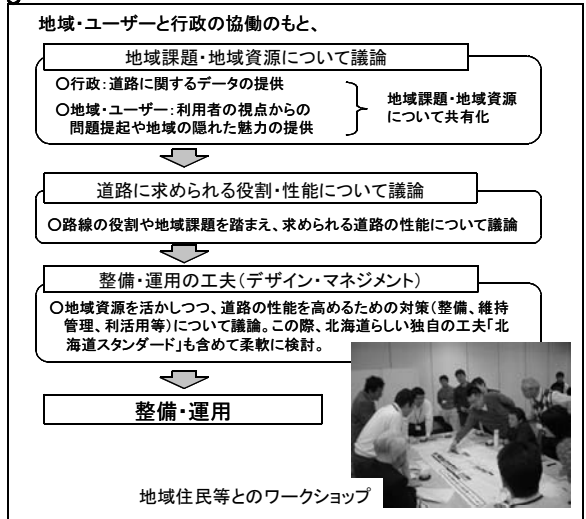 地域・ユーザーと行政の協働のもと、
地域課題・地域資源について議論
〇行政：道路に関するデータの提供
〇地域・ユーザー：利用者の視点からの
問題提起や地域の隠れた魅力の提供
地域課題・地域資源
について共有化
道路に求められる役割・性能について議論
〇路線の役割や地域課題を踏まえ、求められる道路の性能について議論
整備・運用の工夫（デザイン・マネジメント）
〇地域資源を活かしつつ、道路の性能を高めるための対策（整備、維持
管理、利活用等）について議論。この際、北海道らしい独自の工夫「北
海道スタンダード」も含めて柔軟に検討。
整備・運用
地域住民等とのワークショップ